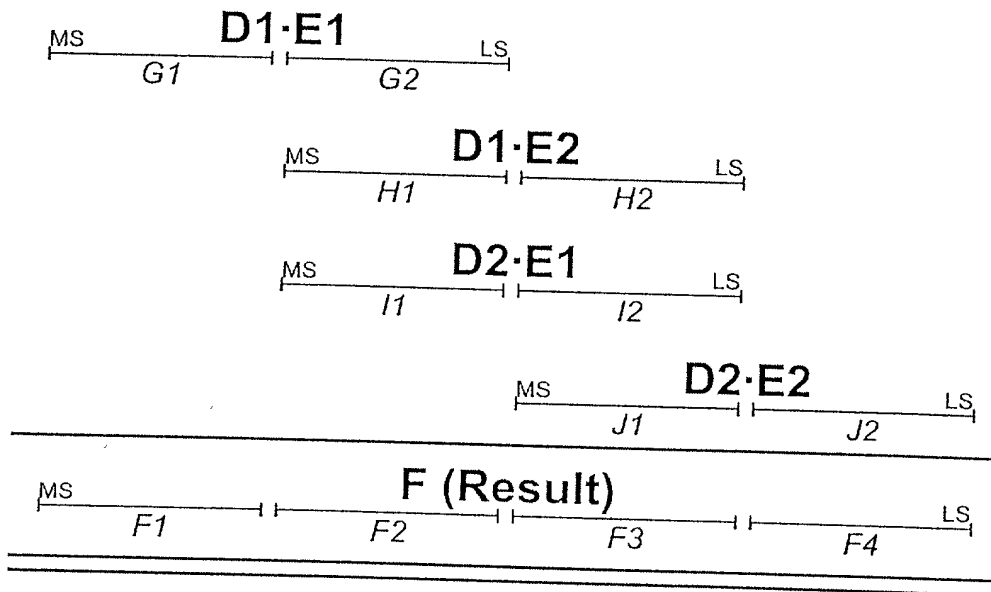 D1·E1
MS LS
G1 G2
D1·E2
MS LS
H1 H2
D2·E1
MS LS
I1 I2
D2·E2
MS LS
J1 J2
F (Result)
MS LS
F1 F2 F3 F4